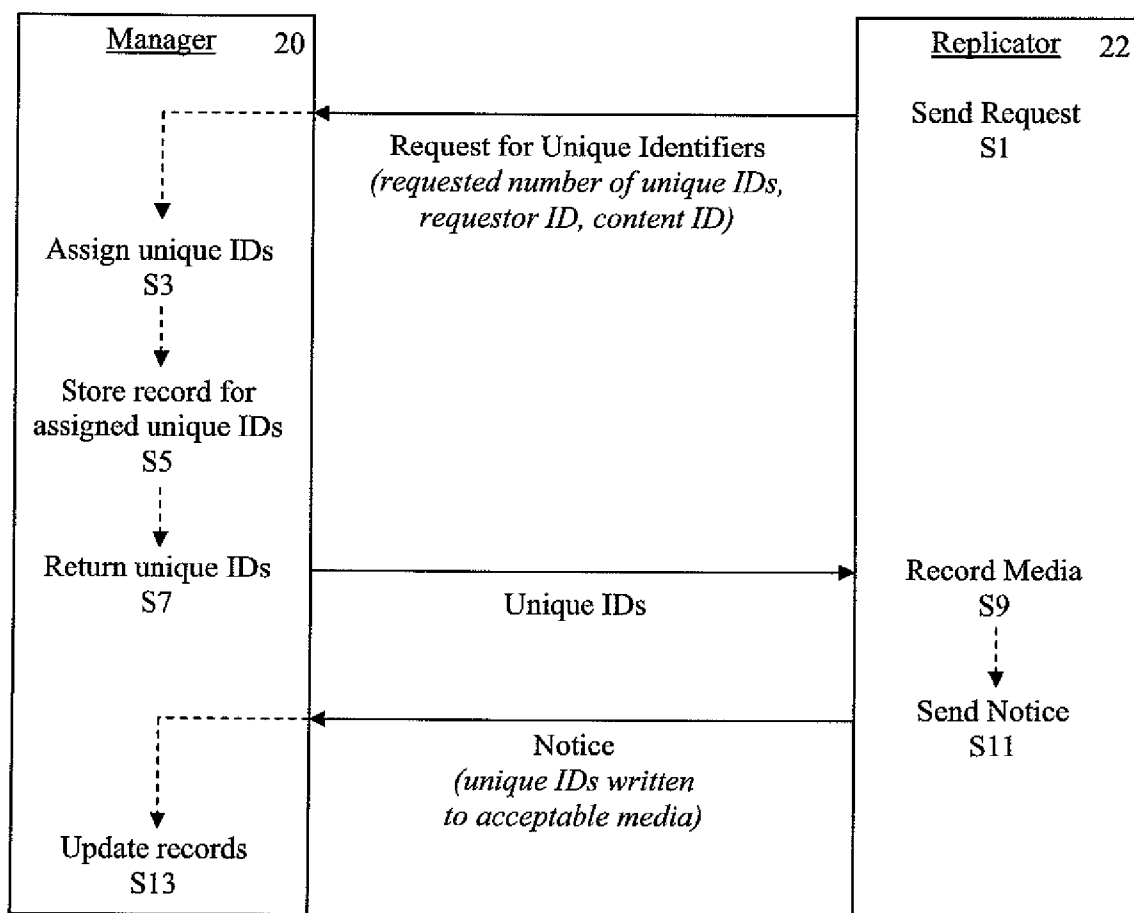 Manager 20
Replicator 22
Send Request
S1
Request for Unique Identifiers
(requested number of unique IDs,
requestor ID, content ID)
Assign unique IDs
S3
Store record for
assigned unique IDs
S5
Return unique IDs
S7
Unique IDs
Record Media
S9
Send Notice
S11
Notice
(unique IDs written
to acceptable media)
Update records
S13